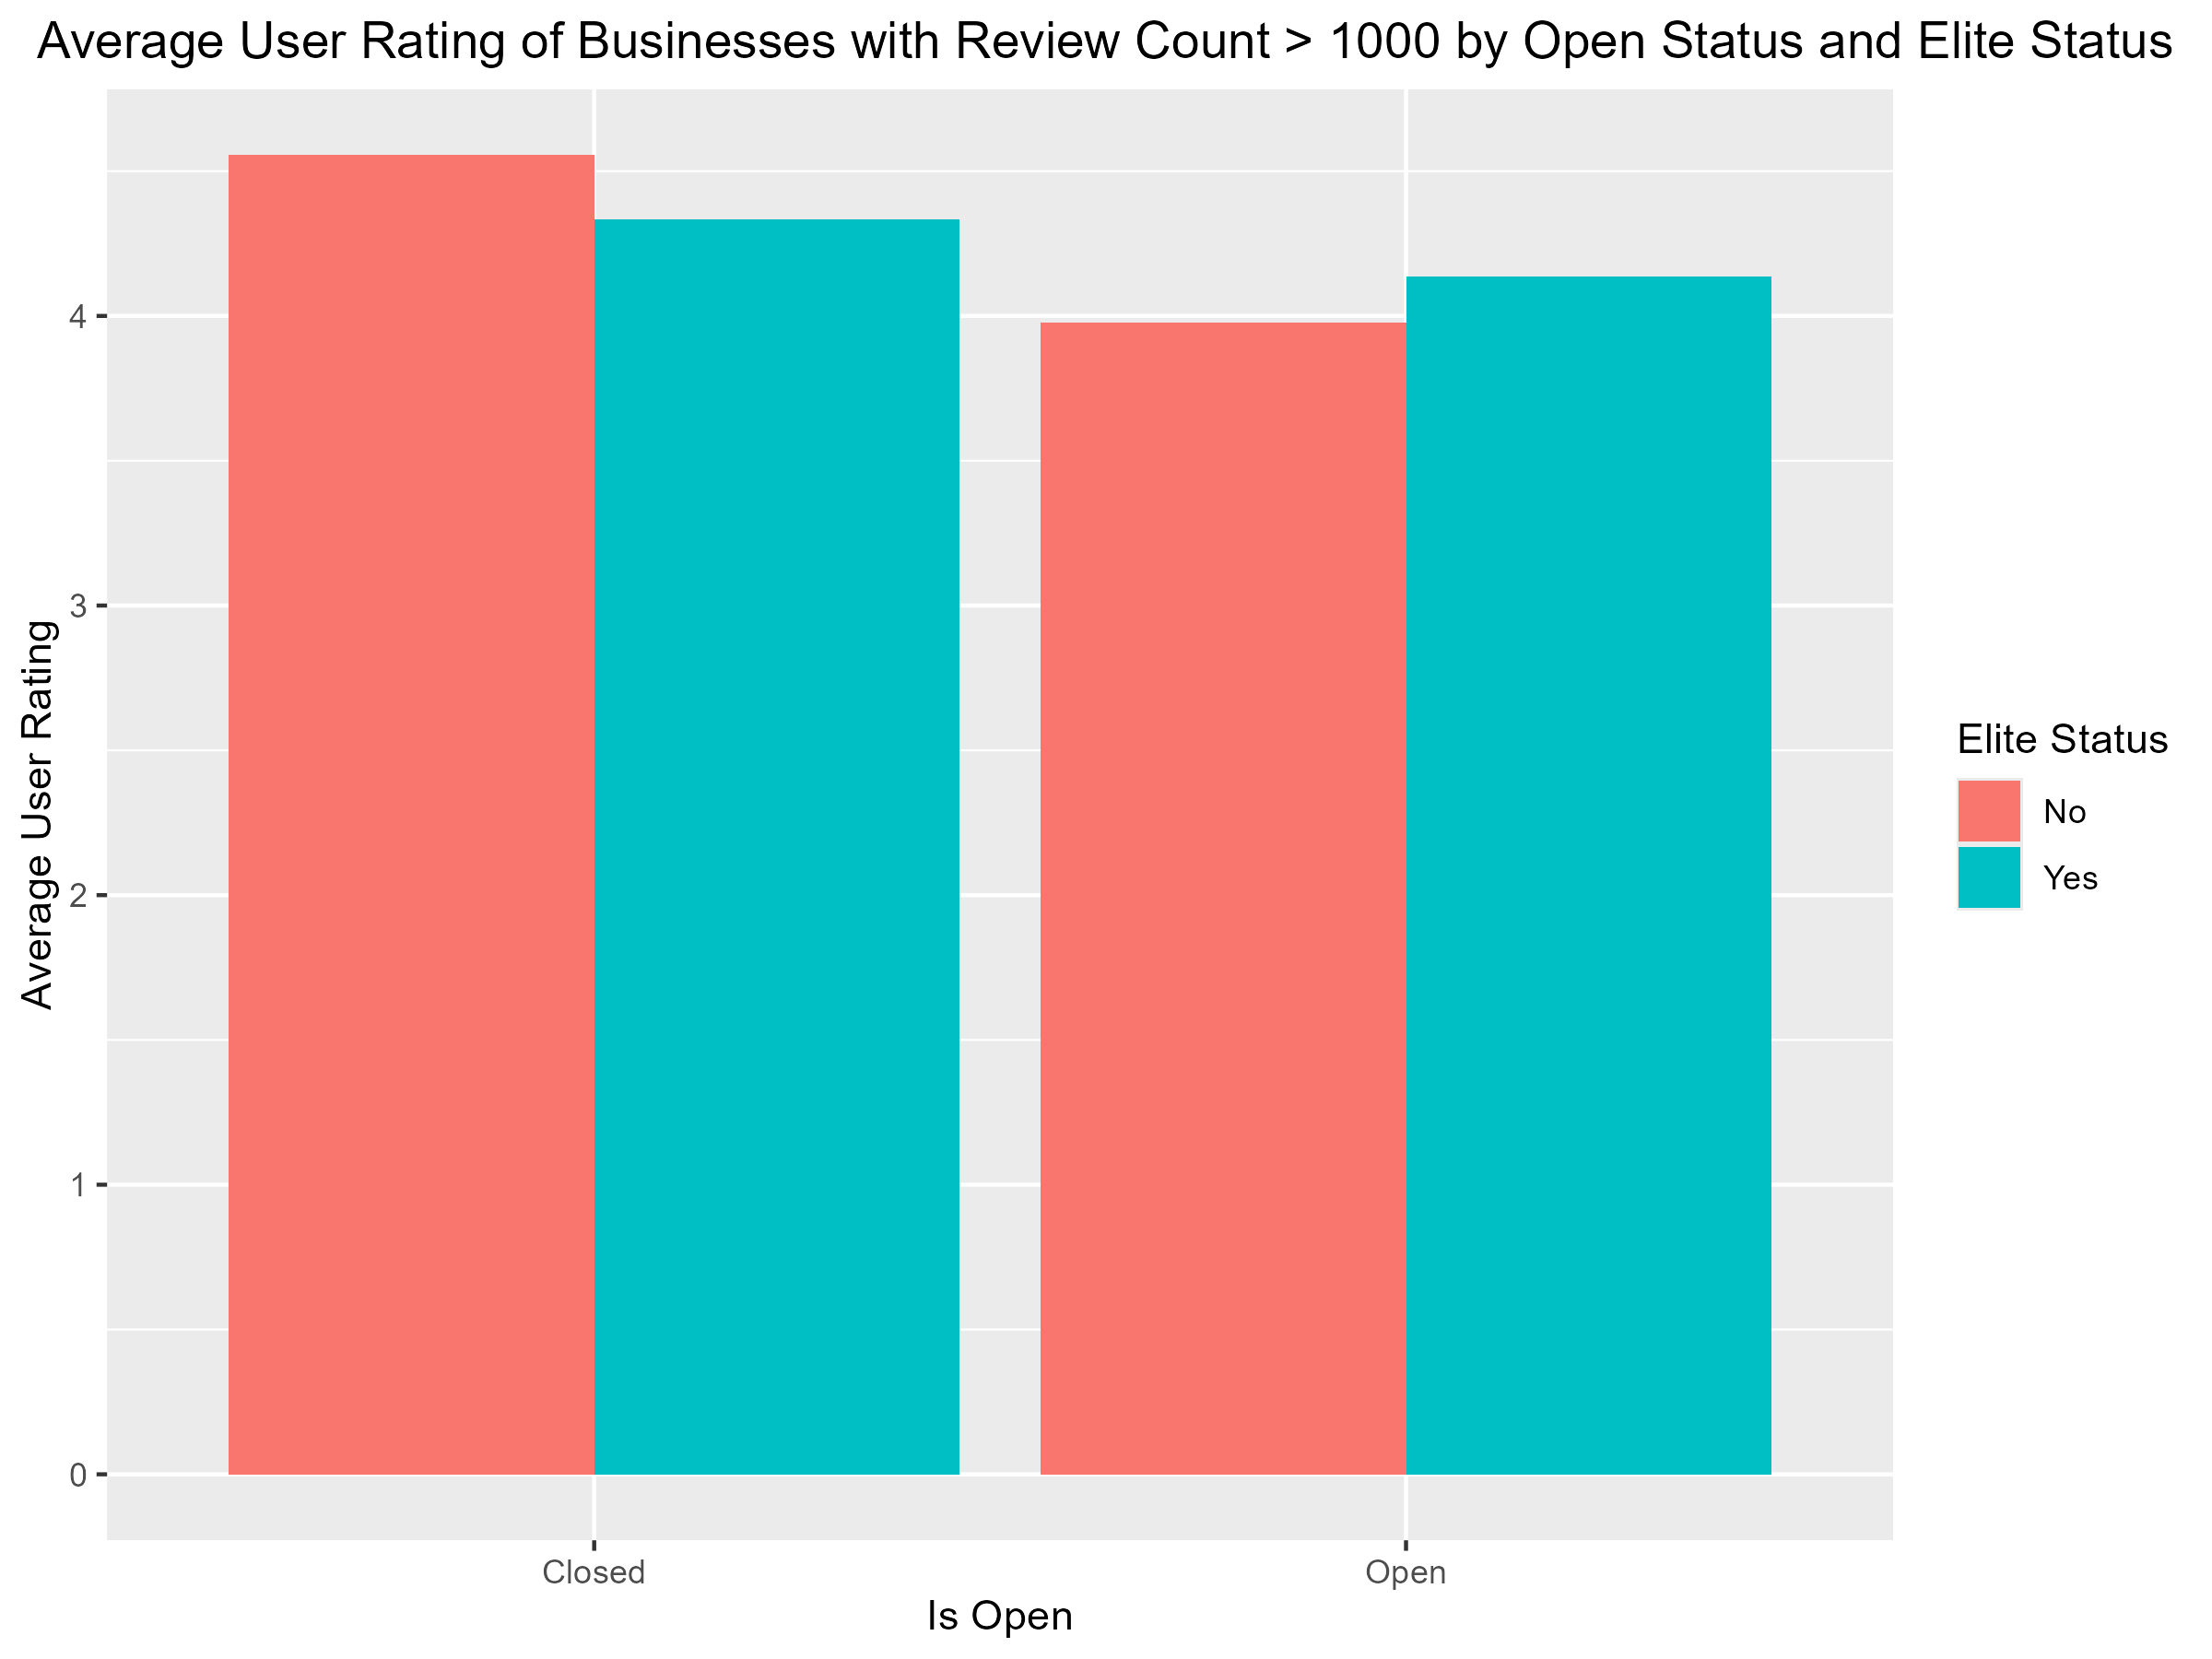 Average User Rating of Businesses with Review Count > 1000 by Open Status and Elite Status
Average User Rating
4
3
2
1
0
Closed
Open
Is Open
Elite Status
No
Yes